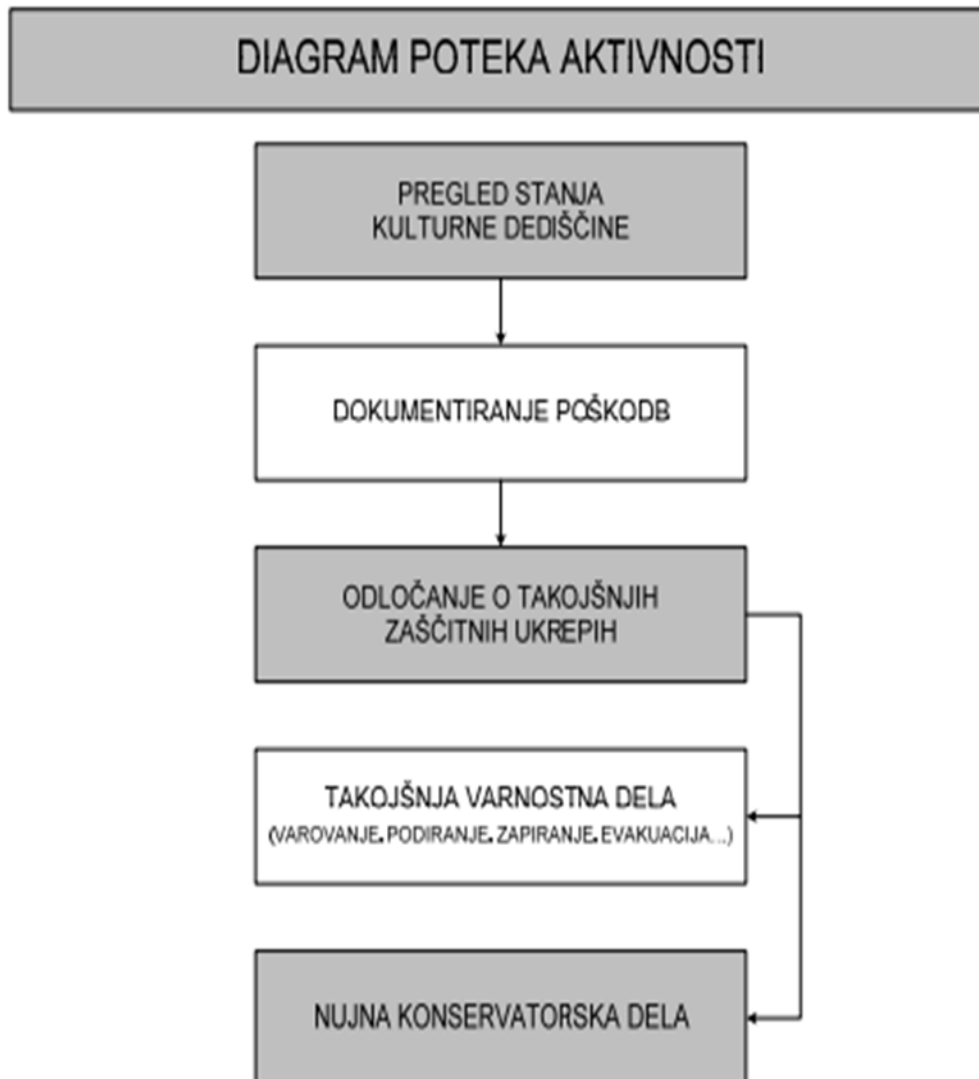 DIAGRAM POTEKA AKTIVNOSTI
PREGLED STANJA
KULTURNE DEDIŠČINE
DOKUMENTIRANJE POŠKODB
ODLOČANJE O TAKOJŠNJIH
ZAŠČITNIH UKREPIH
TAKOJŠNJA VARNOSTNA DELA
(VAROVANJE, PODIRANJE, ZAPIRANJE, EVAKUACIJA...)
NUJNA KONSERVATORSKA DELA